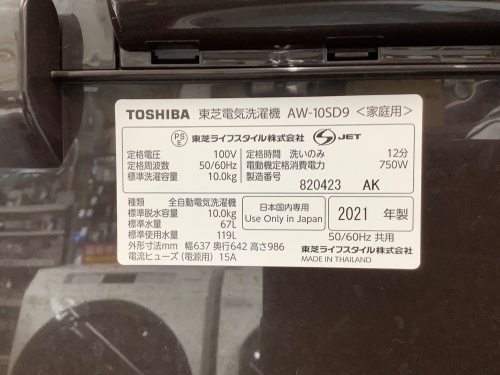 TOSHIBA 東芝電気洗濯機 AW-10SD9 <家庭用>
PS E 東芝ライフスタイル株式会社 S JET
定格電圧 100V
定格周波数 50/60Hz
標準洗濯容量 10.0kg
定格時間 洗いのみ 12分
電動機定格消費電力 750W
製造番号
820423 AK
種類 全自動電気洗濯機
標準脱水容量 10.0kg
標準水量 67L
標準使用水量 119L
外形寸法/mm 幅637 奥行642 高さ986
電流ヒューズ (電源用) 15A
日本国内専用
Use Only in Japan
2021 年製
50/60Hz 共用
東芝ライフスタイル株式会社
MADE IN THAILAND